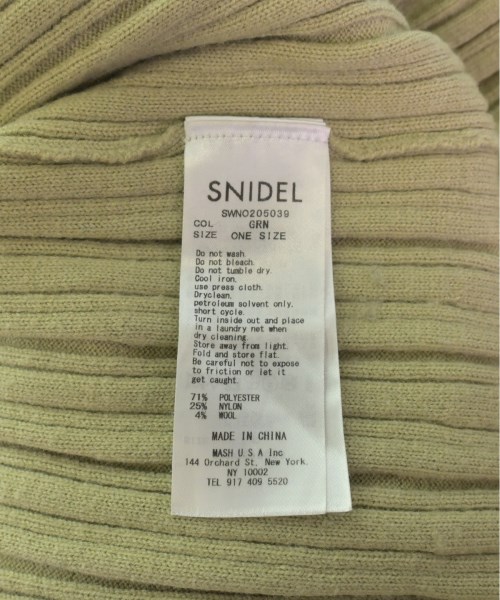 SNIDEL
SWNO205039
COL GRN
SIZE ONE SIZE
Do not wash.
Do not bleach.
Do not tumble dry.
Cool iron.
use press cloth.
Dryclean.
petroleum solvent only,
short cycle.
Turn inside out and place
in a laundry net when
dry cleaning.
Store away from light.
Fold and store flat.
Be careful not to expose
to friction or let it
get caught.
71% POLYESTER
25% NYLON
4% WOOL
MADE IN CHINA
MASH U S A Inc
144 Orchard St, New York,
NY 10002
TEL 917 409 5520